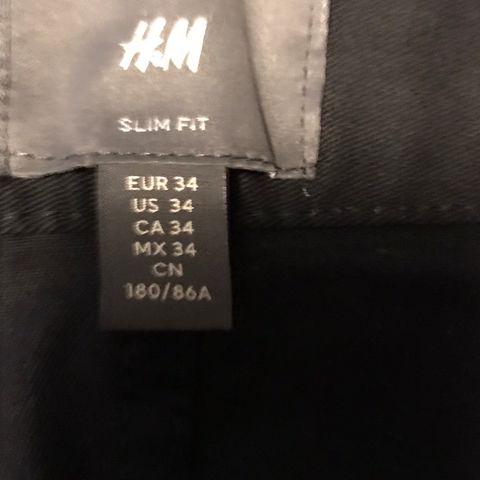 H&M
SLIM FIT
EUR 34
US 34
CA 34
MX 34
CN
180/86A